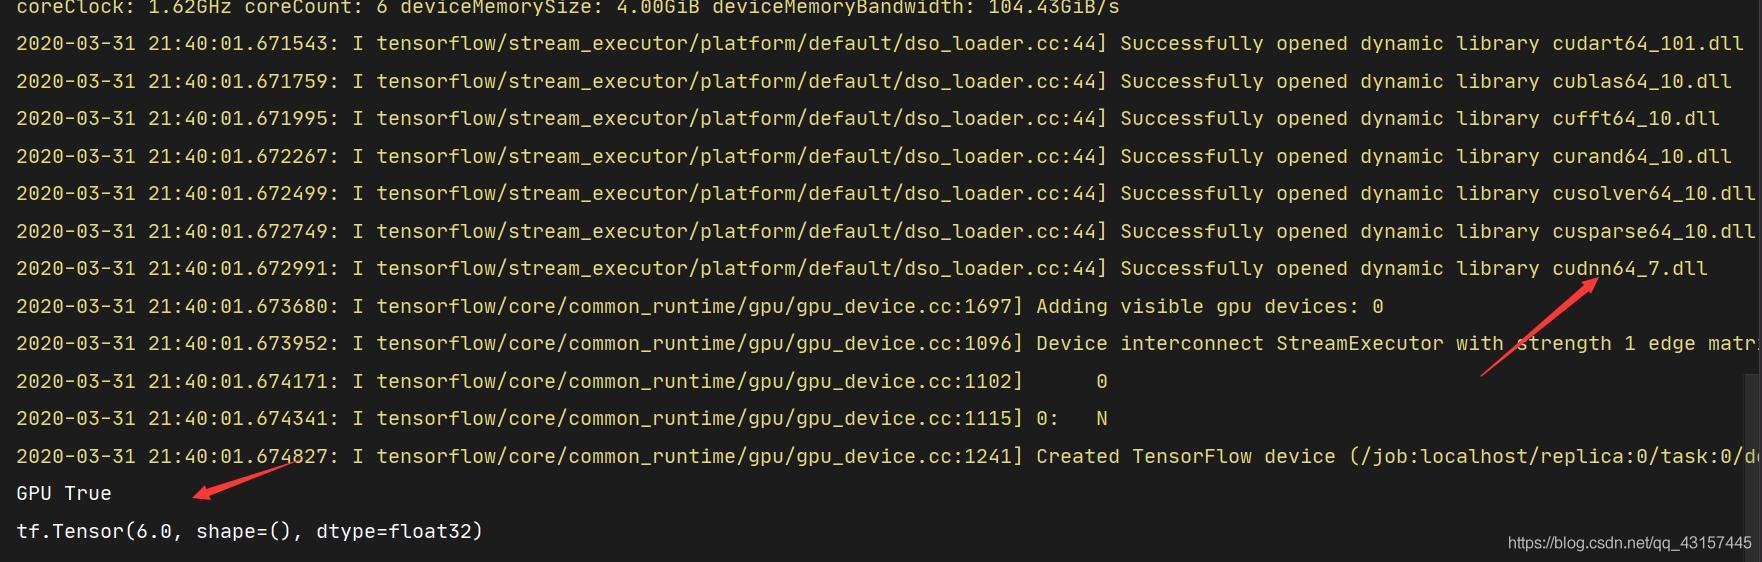 coreClock: 1.62GHz coreCount: 6 deviceMemorySize: 4.00GiB deviceMemoryBandwidth: 104.43GiB/s
2020-03-31 21:40:01.671543: I tensorflow/stream_executor/platform/default/dso_loader.cc:44] Successfully opened dynamic library cudart64_101.dll
2020-03-31 21:40:01.671759: I tensorflow/stream_executor/platform/default/dso_loader.cc:44] Successfully opened dynamic library cublas64_10.dll
2020-03-31 21:40:01.671995: I tensorflow/stream_executor/platform/default/dso_loader.cc:44] Successfully opened dynamic library cufft64_10.dll
2020-03-31 21:40:01.672267: I tensorflow/stream_executor/platform/default/dso_loader.cc:44] Successfully opened dynamic library curand64_10.dll
2020-03-31 21:40:01.672499: I tensorflow/stream_executor/platform/default/dso_loader.cc:44] Successfully opened dynamic library cusolver64_10.dll
2020-03-31 21:40:01.672749: I tensorflow/stream_executor/platform/default/dso_loader.cc:44] Successfully opened dynamic library cusparse64_10.dll
2020-03-31 21:40:01.672991: I tensorflow/stream_executor/platform/default/dso_loader.cc:44] Successfully opened dynamic library cudnn64_7.dll
2020-03-31 21:40:01.673680: I tensorflow/core/common_runtime/gpu/gpu_device.cc:1697] Adding visible gpu devices: 0
2020-03-31 21:40:01.673952: I tensorflow/core/common_runtime/gpu/gpu_device.cc:1096] Device interconnect StreamExecutor with strength 1 edge matr
2020-03-31 21:40:01.674171: I tensorflow/core/common_runtime/gpu/gpu_device.cc:1102]      0
2020-03-31 21:40:01.674341: I tensorflow/core/common_runtime/gpu/gpu_device.cc:1115] 0:   N
2020-03-31 21:40:01.674827: I tensorflow/core/common_runtime/gpu/gpu_device.cc:1241] Created TensorFlow device (/job:localhost/replica:0/task:0/de
GPU True
tf.Tensor(6.0, shape=(), dtype=float32)
https://blog.csdn.net/qq_43157445